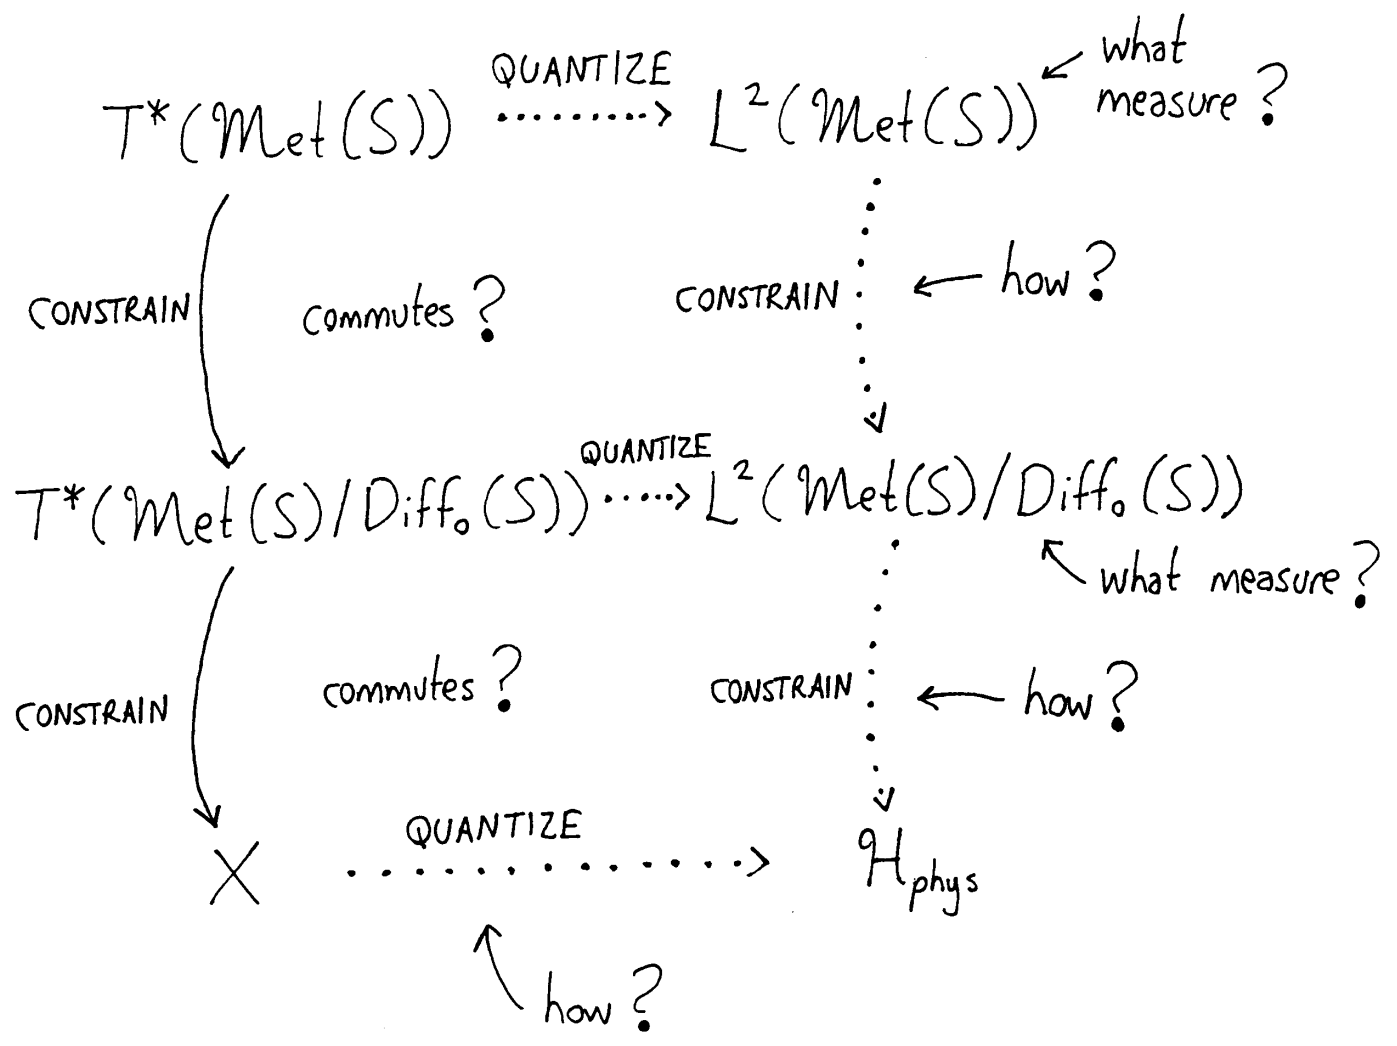 QUANTIZE
what
measure ?
T*(Met(S))
L²(Met(S))
CONSTRAIN
commutes ?
CONSTRAIN
how ?
QUANTIZE
T*(Met(S)/Diff₀(S))
L²(Met(S)/Diff₀(S))
what measure ?
CONSTRAIN
commutes ?
CONSTRAIN
how ?
QUANTIZE
X
H_phys
how ?